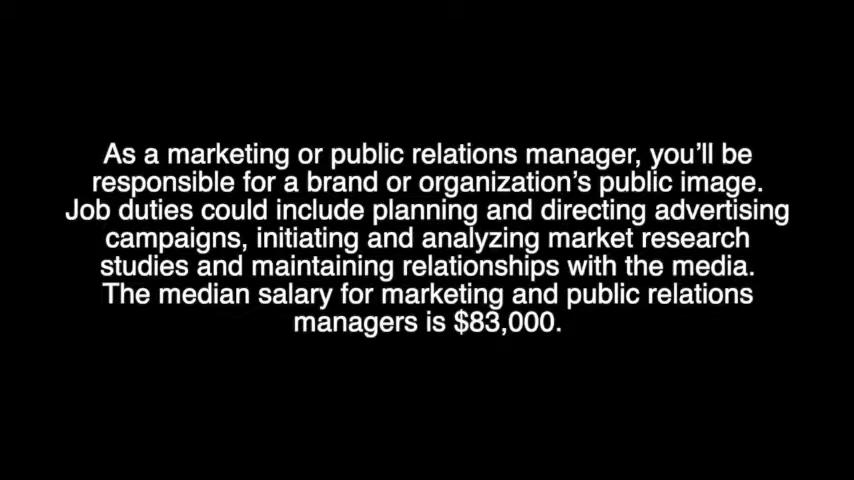 As a marketing or public relations manager, you’ll be
responsible for a brand or organization’s public image.
Job duties could include planning and directing advertising
campaigns, initiating and analyzing market research
studies and maintaining relationships with the media.
The median salary for marketing and public relations
managers is $83,000.